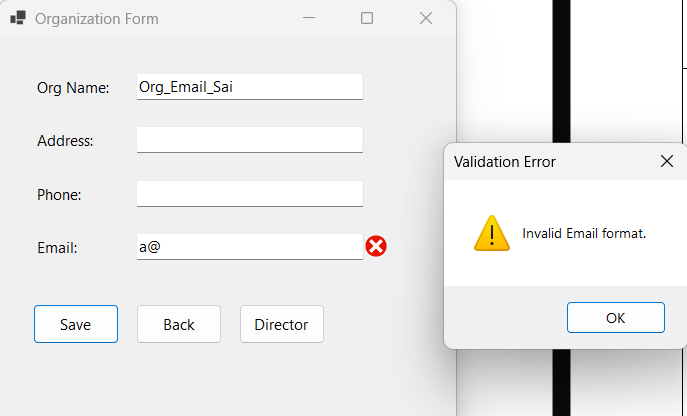 Organization Form
Org Name: Org_Email_Sai
Address:
Phone:
Email: a@
Save Back Director
Validation Error
Invalid Email format.
OK